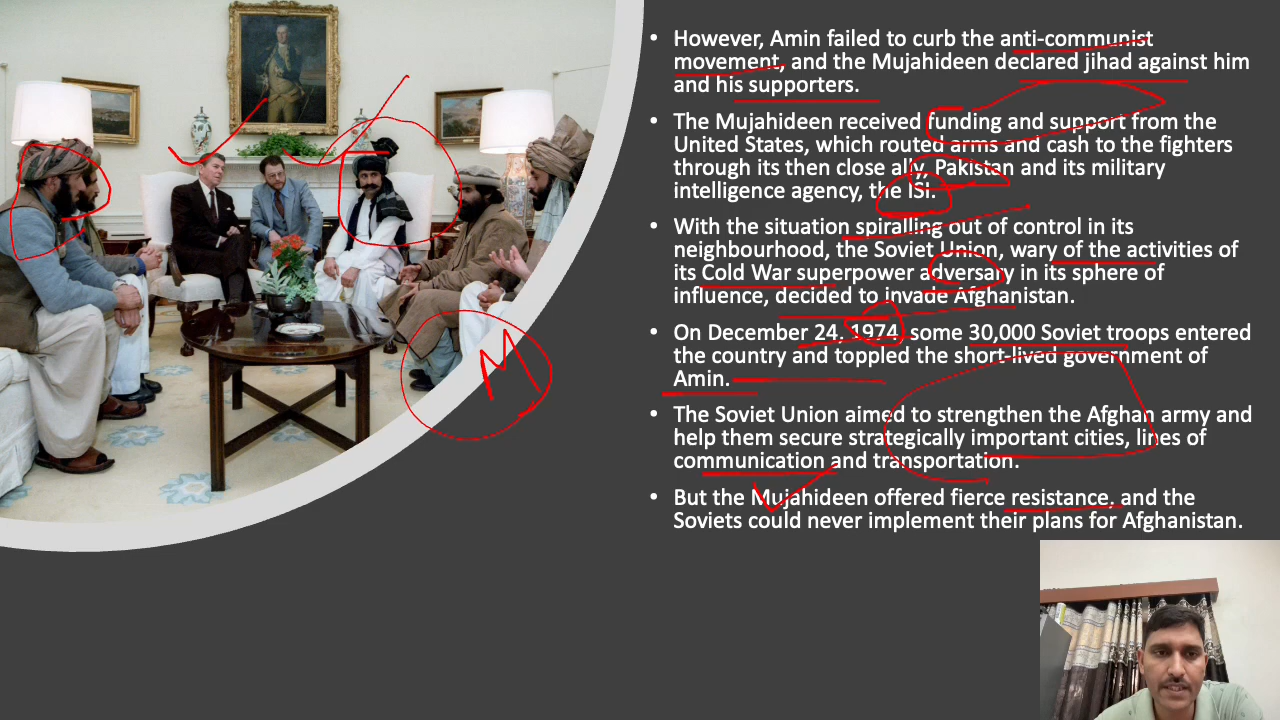 • However, Amin failed to curb the anti-communist
movement, and the Mujahideen declared jihad against him
and his supporters.
• The Mujahideen received funding and support from the
United States, which routed arms and cash to the fighters
through its then close ally, Pakistan and its military
intelligence agency, the ISI.
• With the situation spiralling out of control in its
neighbourhood, the Soviet Union, wary of the activities of
its Cold War superpower adversary in its sphere of
influence, decided to invade Afghanistan.
• On December 24, 1974, some 30,000 Soviet troops entered
the country and toppled the short-lived government of
Amin.
• The Soviet Union aimed to strengthen the Afghan army and
help them secure strategically important cities, lines of
communication and transportation.
• But the Mujahideen offered fierce resistance. and the
Soviets could never implement their plans for Afghanistan.
M